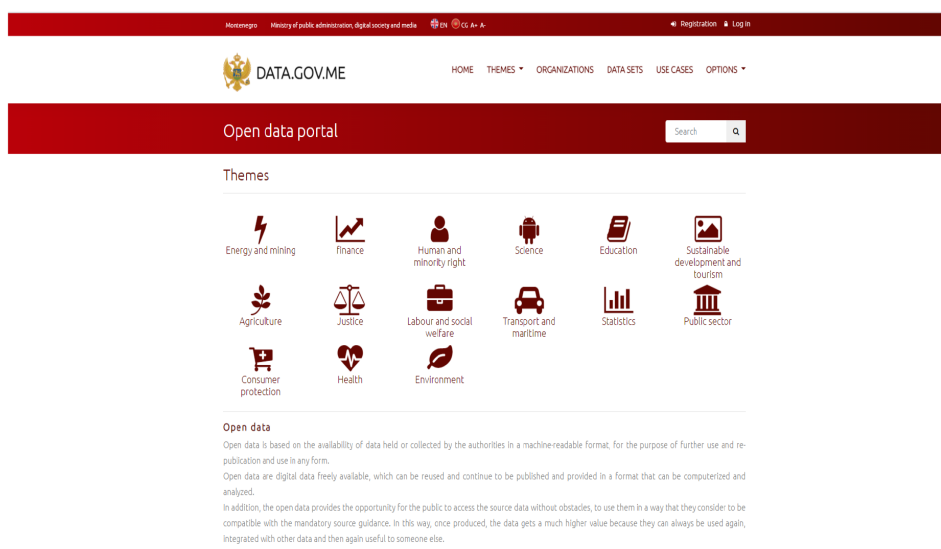 Montenegro Ministry of public administration, digital society and media EN CG A+ A- Registration Log in
DATA.GOV.ME HOME THEMES ORGANIZATIONS DATA SETS USE CASES OPTIONS
Open data portal Search
Themes
Energy and mining finance Human and minority right Science Education Sustainable development and tourism
Agriculture Justice Labour and social welfare Transport and maritime Statistics Public sector
Consumer protection Health Environment
Open data
Open data is based on the availability of data held or collected by the authorities in a machine-readable format, for the purpose of further use and re-
publication and use in any form.
Open data are digital data freely available, which can be reused and continue to be published and provided in a format that can be computerized and
analyzed.
In addition, the open data provides the opportunity for the public to access the source data without obstacles, to use them in a way that they consider to be
compatible with the mandatory source guidance. In this way, once produced, the data gets a much higher value because they can always be used again,
integrated with other data and then again useful to someone else.